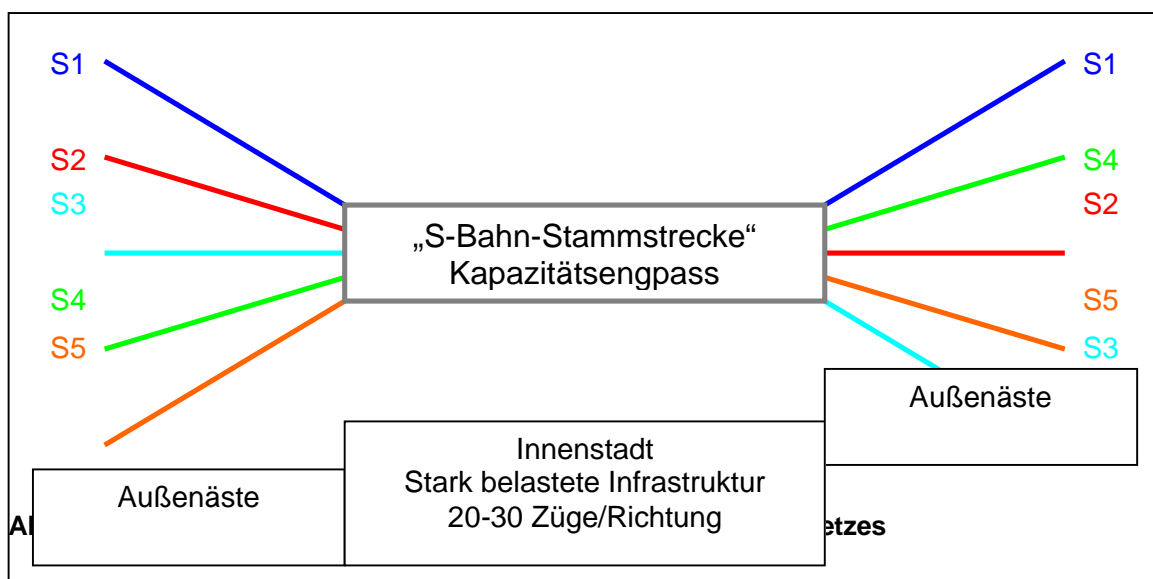 S1
S2
S3
S4
S5
„S-Bahn-Stammstrecke“
Kapazitätsengpass
S1
S4
S2
S5
S3
Außenäste
Innenstadt
Stark belastete Infrastruktur
20-30 Züge/Richtung
Außenäste
etzes